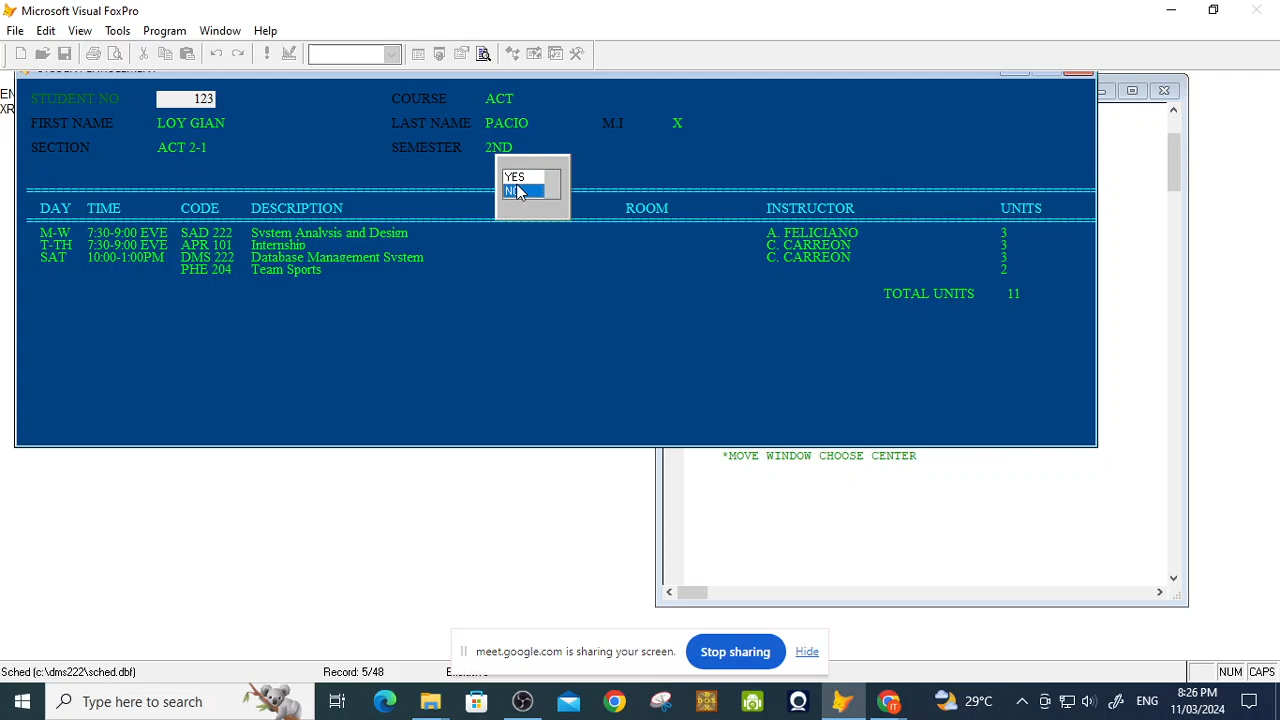 Microsoft Visual FoxPro
File Edit View Tools Program Window Help
STUDENT NO 123 COURSE ACT
FIRST NAME LOY GIAN LAST NAME PACIO M.I X
SECTION ACT 2-1 SEMESTER 2ND
YES
NO
DAY TIME CODE DESCRIPTION ROOM INSTRUCTOR UNITS
M-W 7:30-9:00 EVE SAD 222 System Analysis and Design A. FELICIANO 3
T-TH 7:30-9:00 EVE APR 101 Internship C. CARREON 3
SAT 10:00-1:00PM DMS 222 Database Management System C. CARREON 3
PHE 204 Team Sports 2
TOTAL UNITS 11
*MOVE WINDOW CHOOSE CENTER
meet.google.com is sharing your screen. Stop sharing Hide
Sched (c:\dms222\sched.dbf) Record: 5/48 NUM CAPS
Type here to search 29°C ENG 8:26 PM
11/03/2024